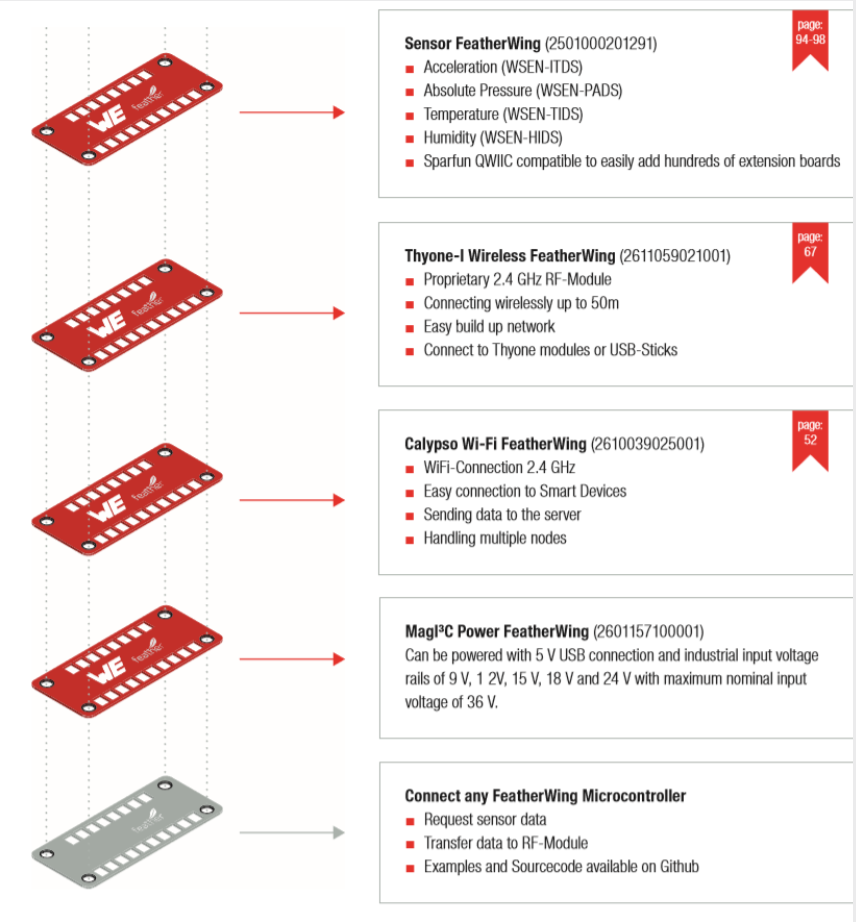 page:
94-98
Sensor FeatherWing (2501000201291)
Acceleration (WSEN-ITDS)
Absolute Pressure (WSEN-PADS)
Temperature (WSEN-TIDS)
Humidity (WSEN-HIDS)
Sparfun QWIIC compatible to easily add hundreds of extension boards
WE feather
page:
67
Thyone-I Wireless FeatherWing (2611059021001)
Proprietary 2.4 GHz RF-Module
Connecting wirelessly up to 50m
Easy build up network
Connect to Thyone modules or USB-Sticks
WE feather
page:
52
Calypso Wi-Fi FeatherWing (2610039025001)
WiFi-Connection 2.4 GHz
Easy connection to Smart Devices
Sending data to the server
Handling multiple nodes
WE feather
MagI³C Power FeatherWing (2601157100001)
Can be powered with 5 V USB connection and industrial input voltage
rails of 9 V, 1 2V, 15 V, 18 V and 24 V with maximum nominal input
voltage of 36 V.
WE feather
Connect any FeatherWing Microcontroller
Request sensor data
Transfer data to RF-Module
Examples and Sourcecode available on Github
feather